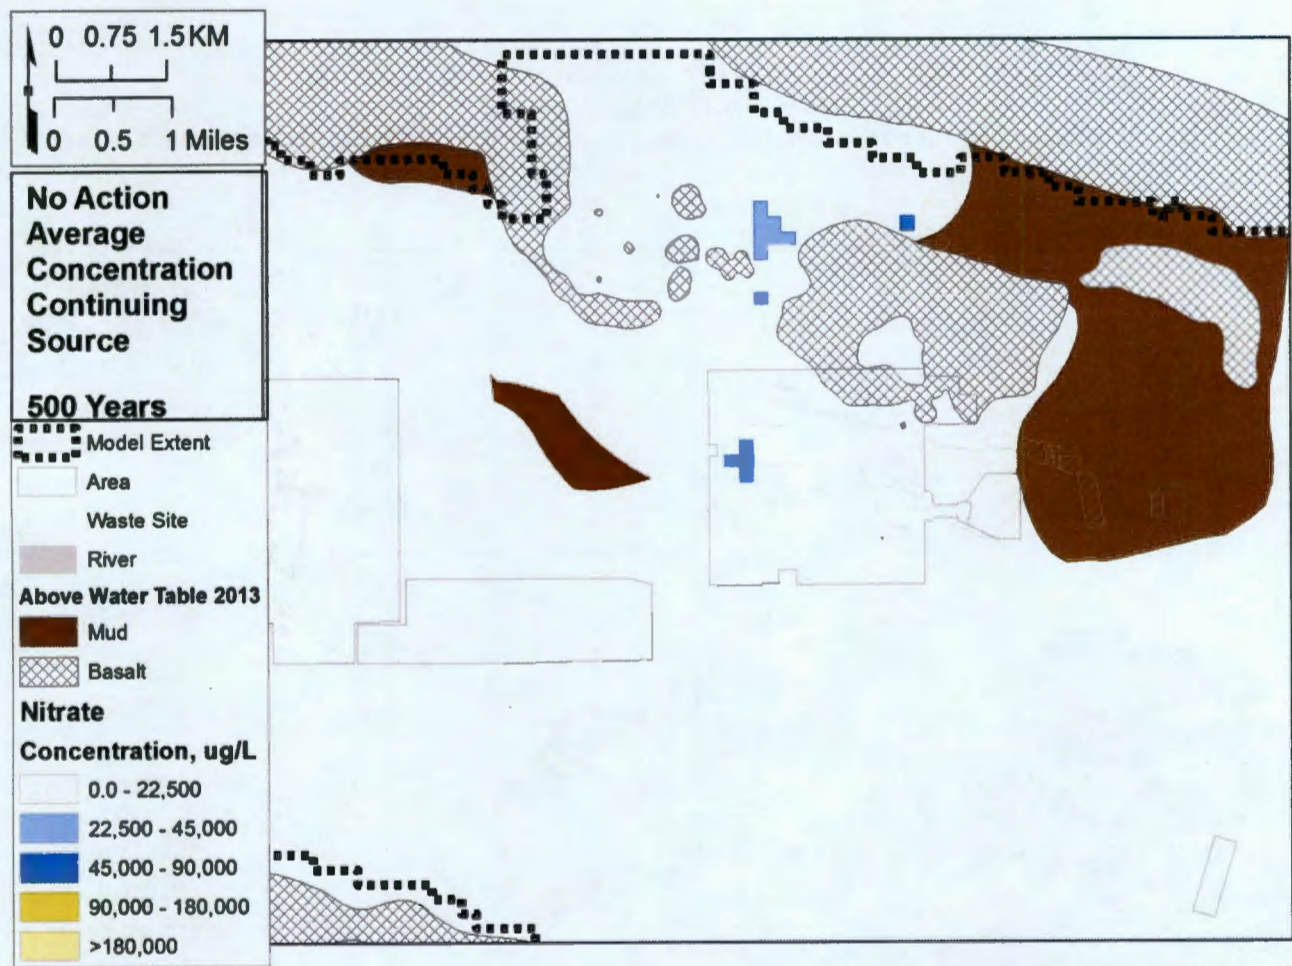 0 0.75 1.5 KM
0 0.5 1 Miles
No Action
Average
Concentration
Continuing
Source
500 Years
Model Extent
Area
Waste Site
River
Above Water Table 2013
Mud
Basalt
Nitrate
Concentration, ug/L
0.0 - 22,500
22,500 - 45,000
45,000 - 90,000
90,000 - 180,000
>180,000